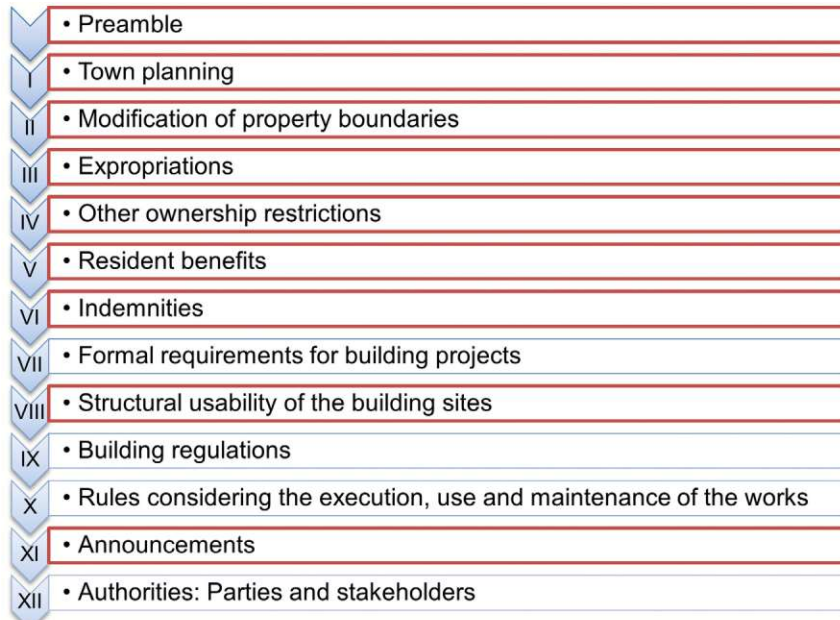 • Preamble
I • Town planning
II • Modification of property boundaries
III • Expropriations
IV • Other ownership restrictions
V • Resident benefits
VI • Indemnities
VII • Formal requirements for building projects
VIII • Structural usability of the building sites
IX • Building regulations
X • Rules considering the execution, use and maintenance of the works
XI • Announcements
XII • Authorities: Parties and stakeholders